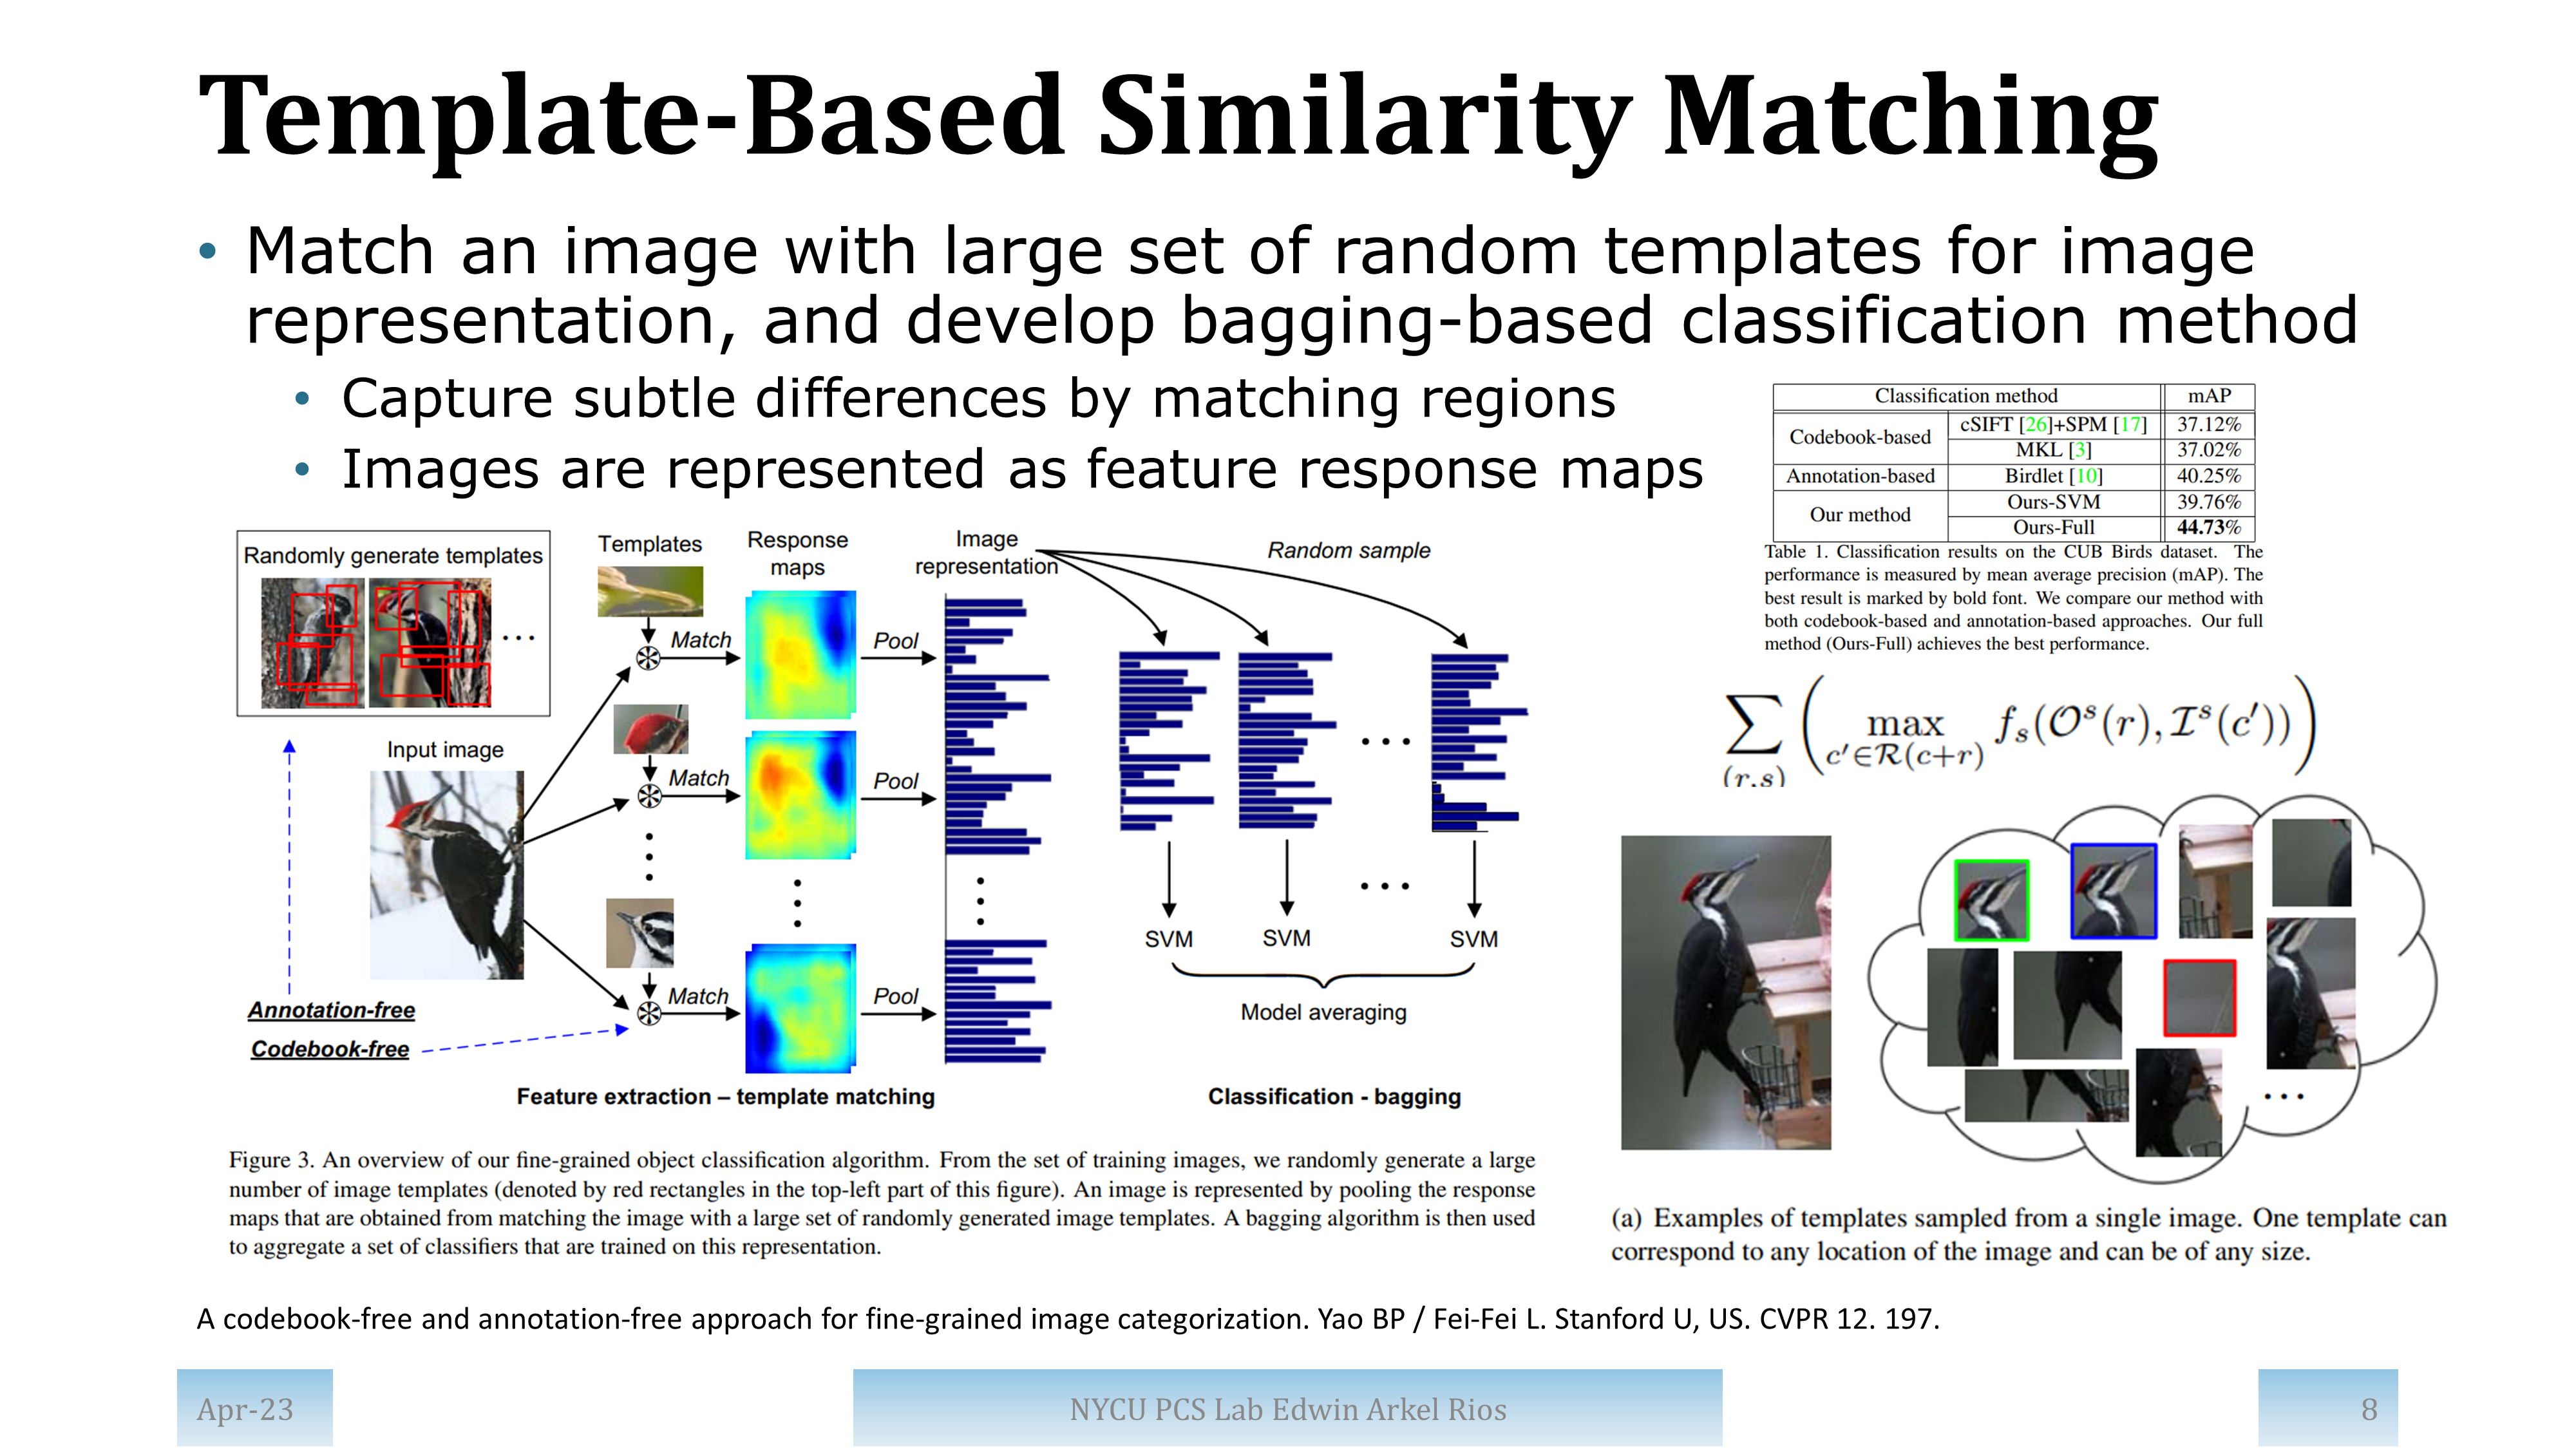 Template-Based Similarity Matching
• Match an image with large set of random templates for image
representation, and develop bagging-based classification method
• Capture subtle differences by matching regions
• Images are represented as feature response maps
Classification method mAP
Codebook-based cSIFT [26]+SPM [17] 37.12%
MKL [3] 37.02%
Annotation-based Birdlet [10] 40.25%
Our method Ours-SVM 39.76%
Ours-Full 44.73%
Table 1. Classification results on the CUB Birds dataset. The
performance is measured by mean average precision (mAP). The
best result is marked by bold font. We compare our method with
both codebook-based and annotation-based approaches. Our full
method (Ours-Full) achieves the best performance.
∑(r,s) ( max c′∈R(c+r) fs(Oˢ(r), Iˢ(c′)) )
Randomly generate templates
...
Input image
Annotation-free
Codebook-free
Templates
Response
maps
Image
representation
Random sample
Match
Pool
Match
Pool
Match
Pool
...
...
SVM
SVM
SVM
Model averaging
Feature extraction – template matching
Classification - bagging
Figure 3. An overview of our fine-grained object classification algorithm. From the set of training images, we randomly generate a large
number of image templates (denoted by red rectangles in the top-left part of this figure). An image is represented by pooling the response
maps that are obtained from matching the image with a large set of randomly generated image templates. A bagging algorithm is then used
to aggregate a set of classifiers that are trained on this representation.
...
(a) Examples of templates sampled from a single image. One template can
correspond to any location of the image and can be of any size.
A codebook-free and annotation-free approach for fine-grained image categorization. Yao BP / Fei-Fei L. Stanford U, US. CVPR 12. 197.
Apr-23
NYCU PCS Lab Edwin Arkel Rios
8